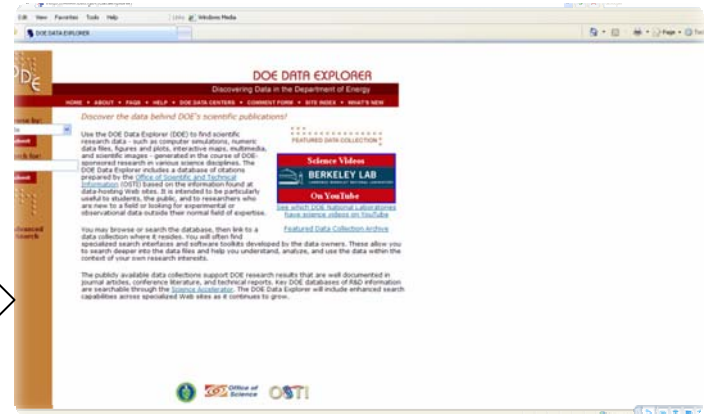 Edit View Favorites Tools Help Links Windows Media
DOE DATA EXPLORER
Page
DOE DATA EXPLORER
Discovering Data in the Department of Energy
HOME • ABOUT • FAQS • HELP • DOE DATA CENTERS • COMMENT FORM • SITE INDEX • WHAT'S NEW
Discover the data behind DOE's scientific publications!
Use the DOE Data Explorer (DDE) to find scientific
research data - such as computer simulations, numeric
data files, figures and plots, interactive maps, multimedia,
and scientific images - generated in the course of DOE-
sponsored research in various science disciplines. The
DOE Data Explorer includes a database of citations
prepared by the Office of Scientific and Technical
Information (OSTI) based on the information found at
data-hosting Web sites. It is intended to be particularly
useful to students, the public, and to researchers who
are new to a field or looking for experimental or
observational data outside their normal field of expertise.
FEATURED DATA COLLECTION
Science Videos
BERKELEY LAB
On YouTube
See which DOE National Laboratories
have science videos on YouTube
Featured Data Collection Archive
You may browse or search the database, then link to a
data collection where it resides. You will often find
specialized search interfaces and software toolkits developed by the data owners. These allow you
to search deeper into the data files and help you understand, analyze, and use the data within the
context of your own research interests.
The publicly available data collections support DOE research results that are well documented in
journal articles, conference literature, and technical reports. Key DOE databases of R&D information
are searchable through the Science Accelerator. The DOE Data Explorer will include enhanced search
capabilities across specialized Web sites as it continues to grow.
Search
Office of
Science
OSTI